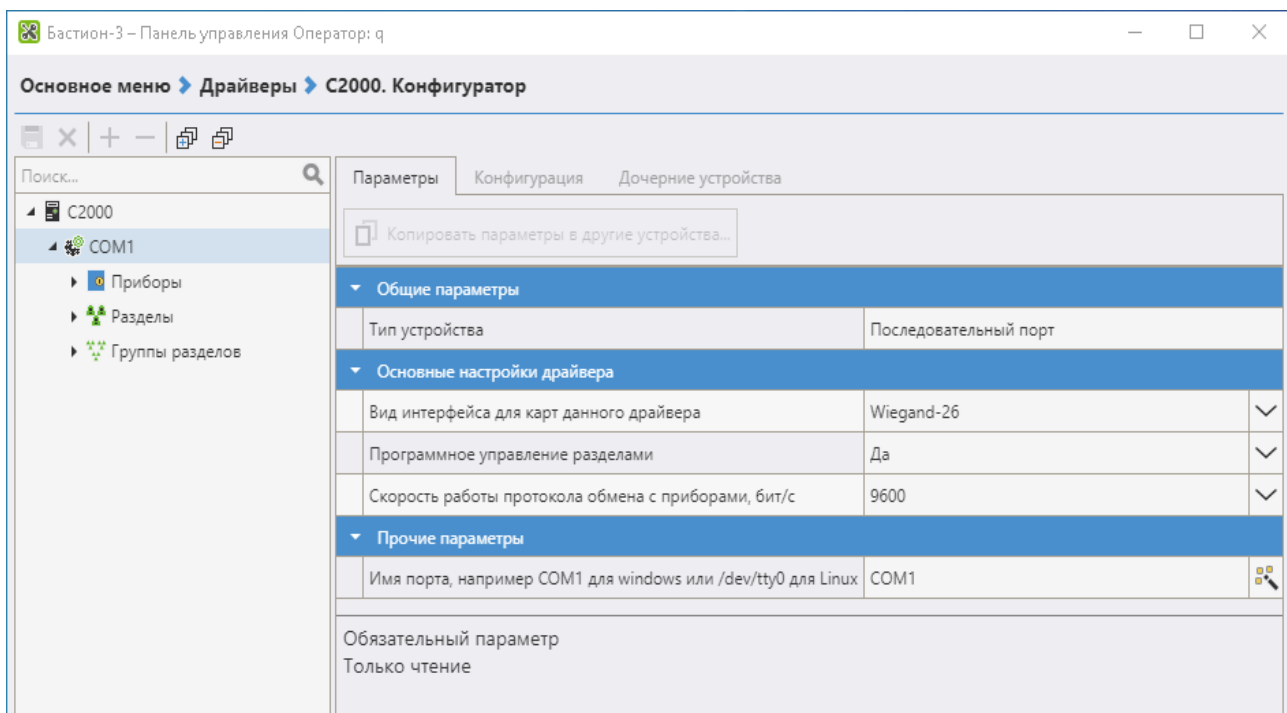 Бастион-3 – Панель управления Оператор: q
Основное меню Драйверы С2000. Конфигуратор
Поиск...
Параметры Конфигурация Дочерние устройства
С2000
COM1
Приборы
Разделы
Группы разделов
Копировать параметры в другие устройства...
Общие параметры
Тип устройства Последовательный порт
Основные настройки драйвера
Вид интерфейса для карт данного драйвера Wiegand-26
Программное управление разделами Да
Скорость работы протокола обмена с приборами, бит/с 9600
Прочие параметры
Имя порта, например COM1 для windows или /dev/tty0 для Linux COM1
Обязательный параметр
Только чтение